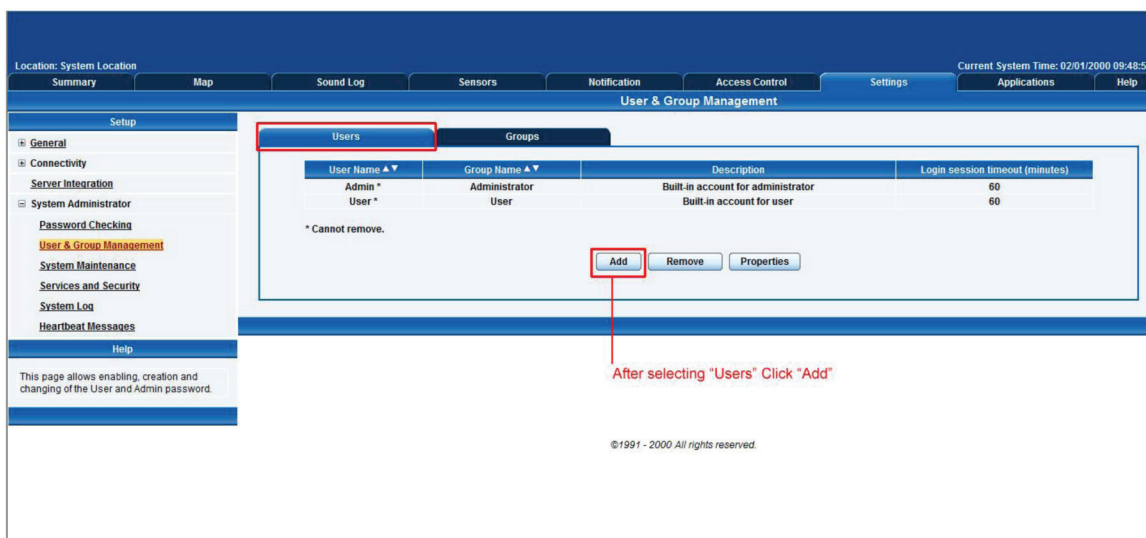 Location: System Location
Current System Time: 02/01/2000 09:48:5
Summary Map Sound Log Sensors Notification Access Control Settings Applications Help
User & Group Management
Setup
General
Connectivity
Server Integration
System Administrator
Password Checking
User & Group Management
System Maintenance
Services and Security
System Log
Heartbeat Messages
Help
This page allows enabling, creation and
changing of the User and Admin password.
Users Groups
User Name ▲▼ Group Name ▲▼ Description Login session timeout (minutes)
Admin * Administrator Built-in account for administrator 60
User * User Built-in account for user 60
* Cannot remove.
Add Remove Properties
After selecting “Users” Click “Add”
©1991 - 2000 All rights reserved.